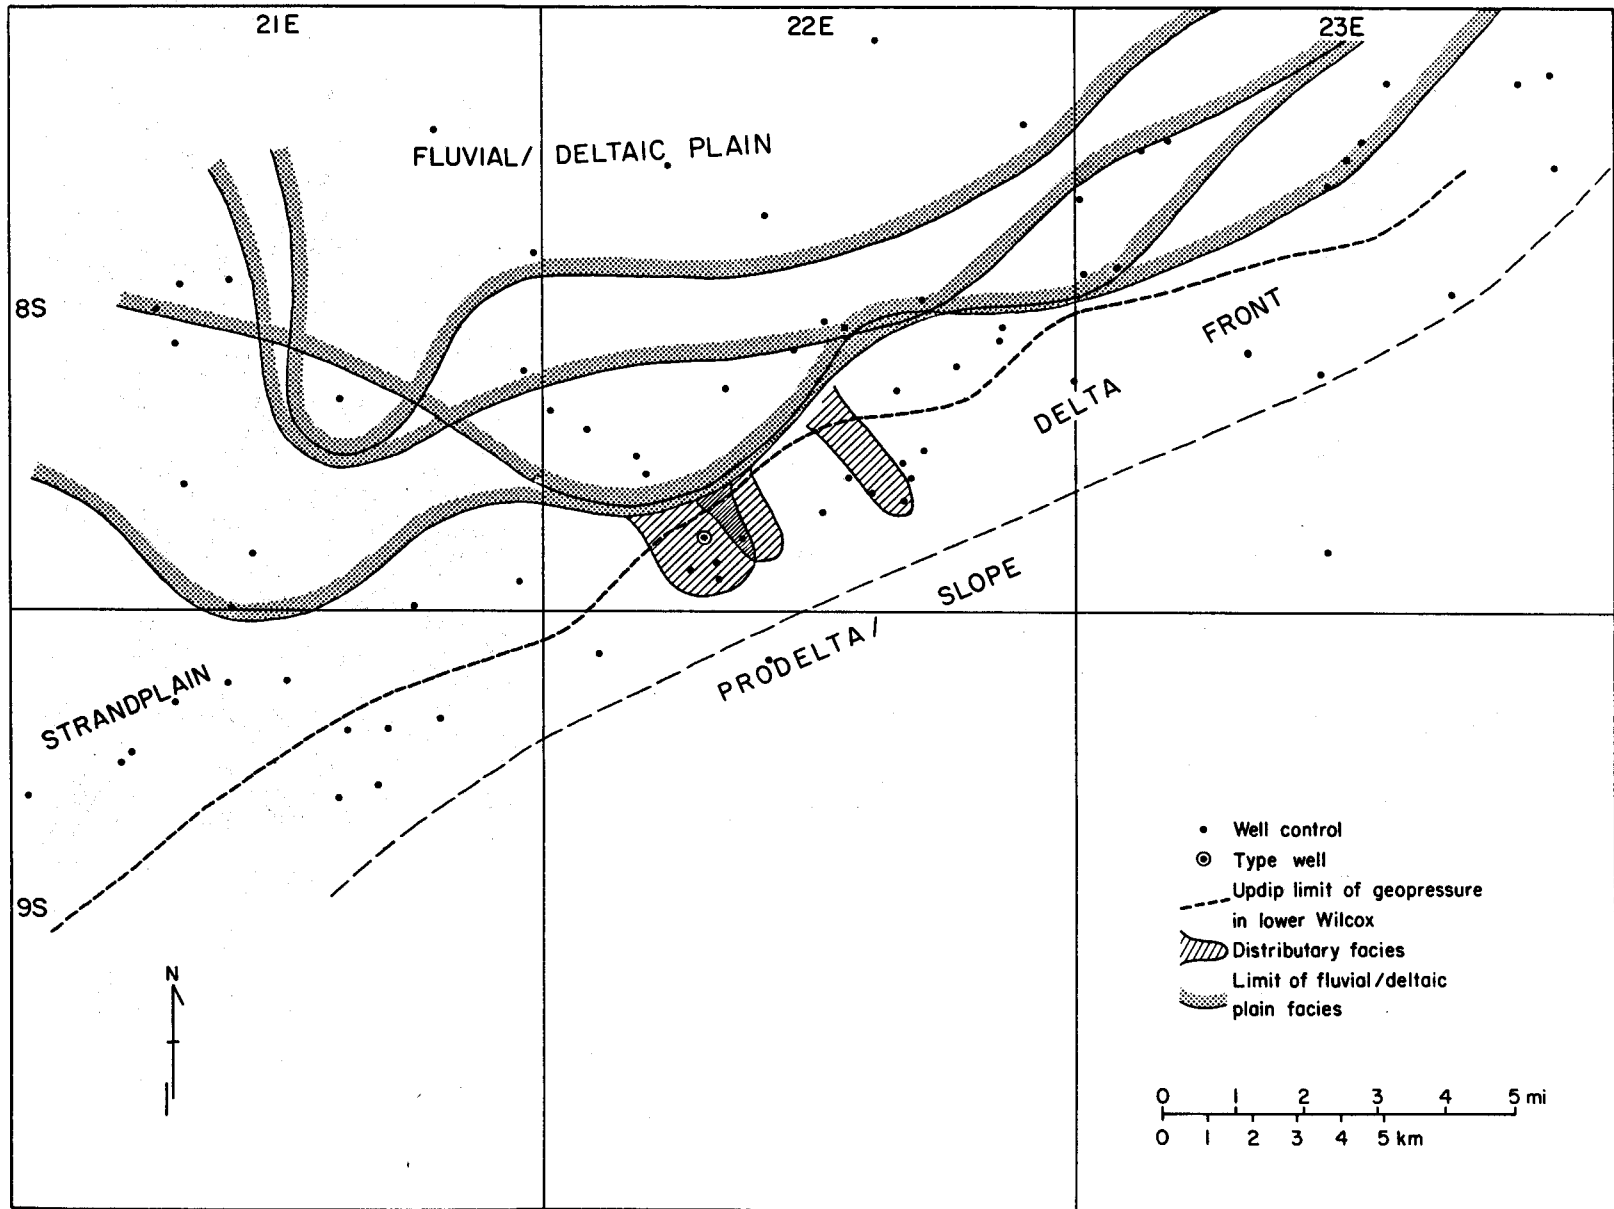 21E 22E 23E
FLUVIAL/ DELTAIC PLAIN
8S
FRONT
DELTA
SLOPE
PRODELTA/
STRANDPLAIN
9S
N
Well control
Type well
Updip limit of geopressure
in lower Wilcox
Distributary facies
Limit of fluvial/deltaic
plain facies
0 1 2 3 4 5 mi
0 1 2 3 4 5 km